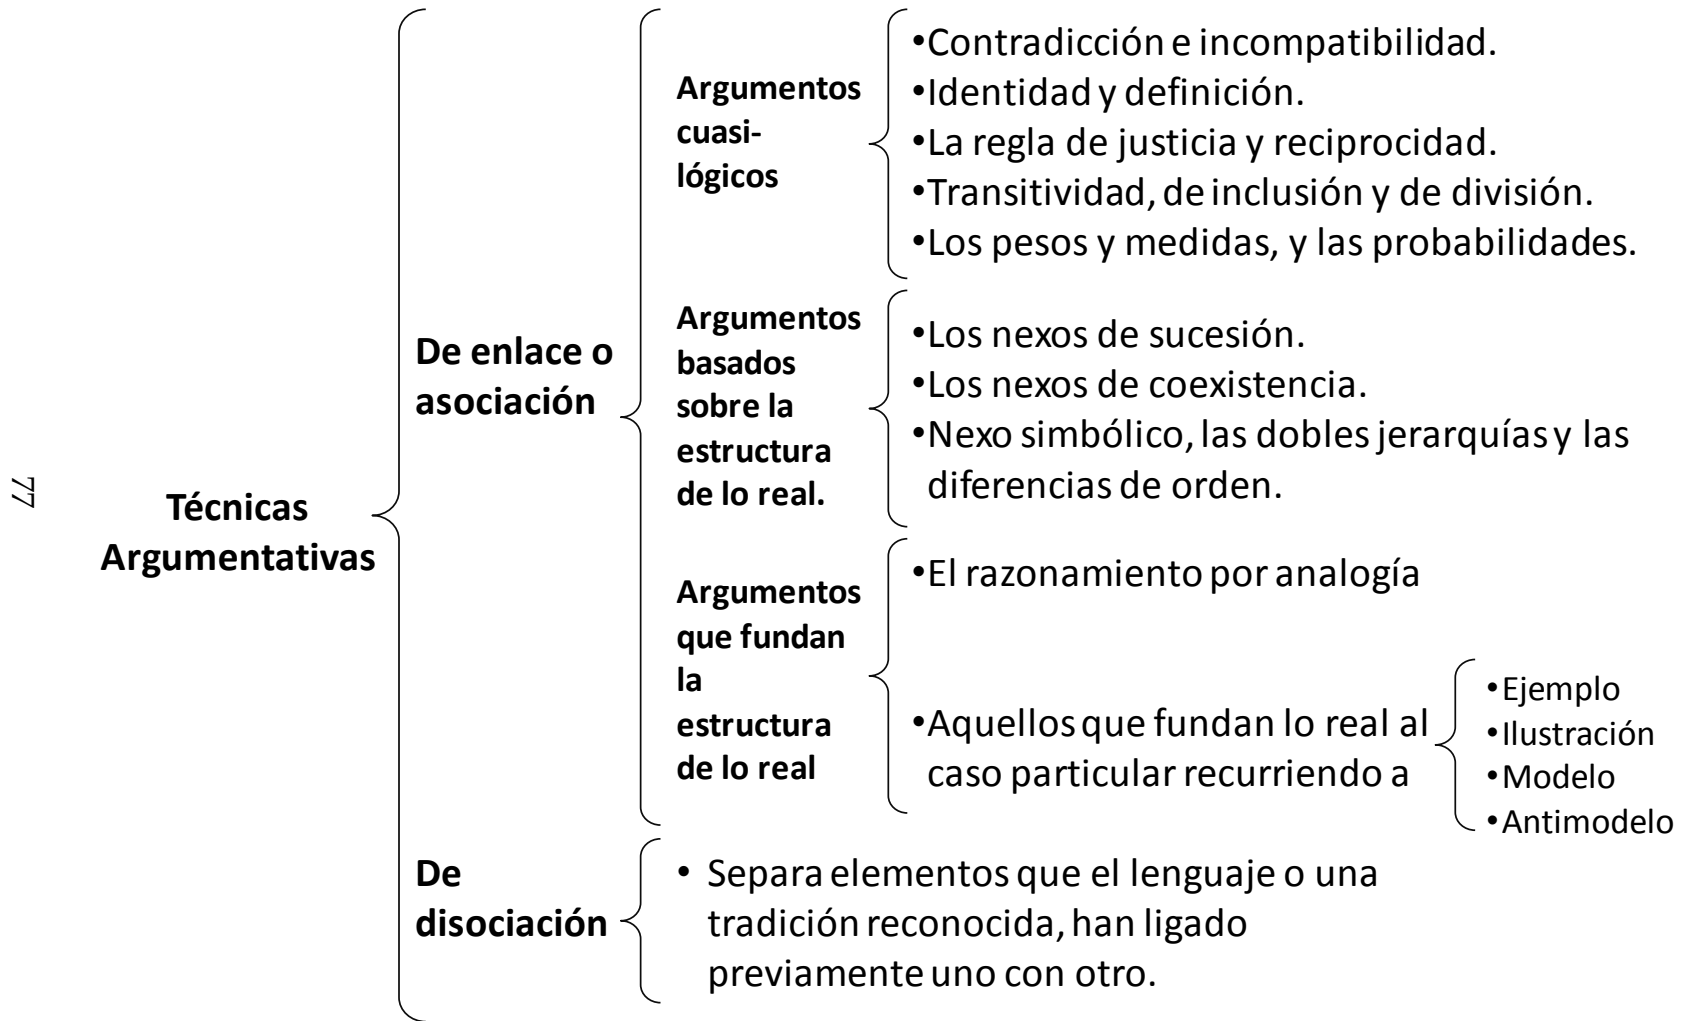 77
Técnicas
Argumentativas
De enlace o
asociación
Argumentos
cuasi-
lógicos
•Contradicción e incompatibilidad.
•Identidad y definición.
•La regla de justicia y reciprocidad.
•Transitividad, de inclusión y de división.
•Los pesos y medidas, y las probabilidades.
Argumentos
basados
sobre la
estructura
de lo real.
•Los nexos de sucesión.
•Los nexos de coexistencia.
•Nexo simbólico, las dobles jerarquías y las
diferencias de orden.
Argumentos
que fundan
la
estructura
de lo real
•El razonamiento por analogía
•Aquellos que fundan lo real al
caso particular recurriendo a
•Ejemplo
•Ilustración
•Modelo
•Antimodelo
De
disociación
• Separa elementos que el lenguaje o una
tradición reconocida, han ligado
previamente uno con otro.